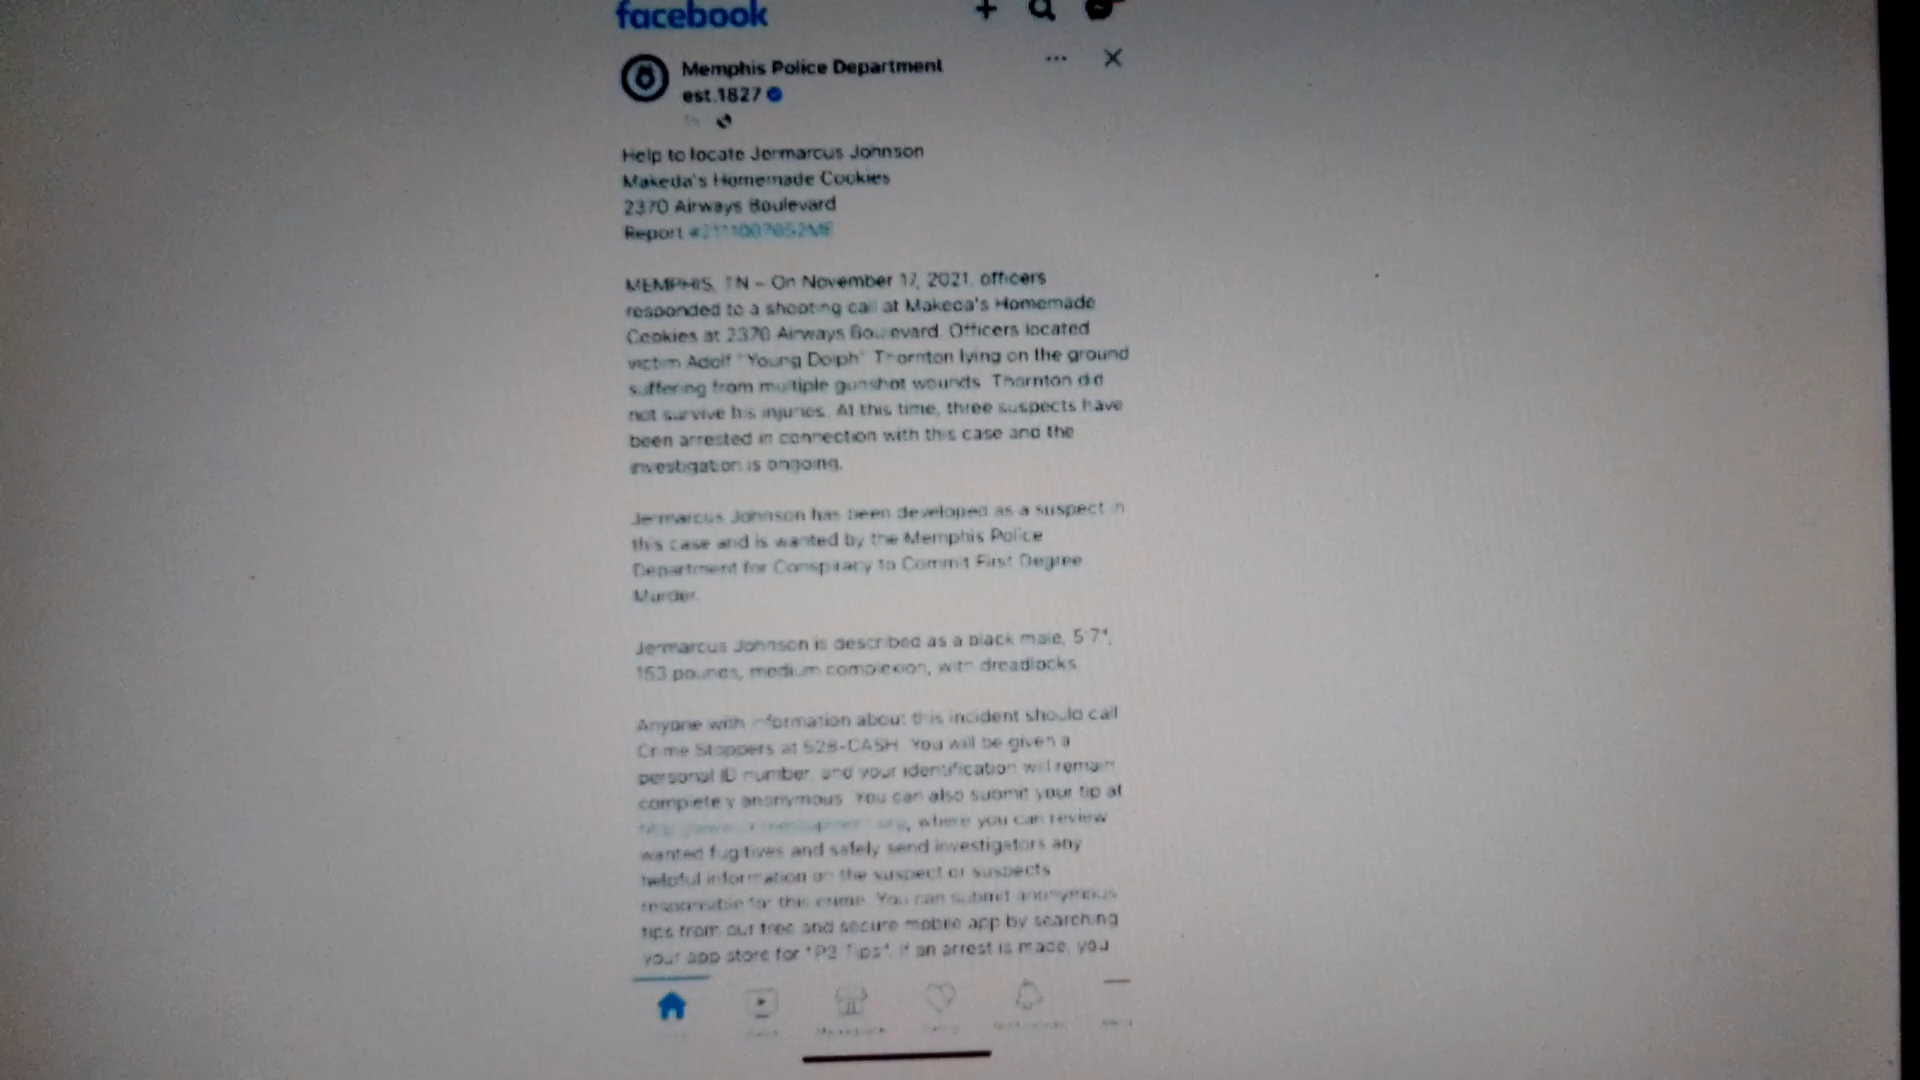 facebook
Memphis Police Department
est.1827
Help to locate Jermarcus Johnson
Makeda's Homemade Cookies
2370 Airways Boulevard
Report
MEMPHIS, TN – On November 17, 2021, officers
responded to a shooting call at Makeda's Homemade
Cookies at 2370 Airways Boulevard. Officers located
victim Adolf "Young Dolph" Thornton lying on the ground
suffering from multiple gunshot wounds. Thornton did
not survive his injuries. At this time, three suspects have
been arrested in connection with this case and the
investigation is ongoing.
Jermarcus Johnson has been developed as a suspect in
this case and is wanted by the Memphis Police
Department for Conspiracy to Commit First Degree
Murder.
Jermarcus Johnson is described as a black male, 5'7",
153 pounds, medium complexion, with dreadlocks.
Anyone with information about this incident should call
Crime Stoppers at 528-CASH. You will be given a
personal ID number, and your identification will remain
completely anonymous. You can also submit your tip at
where you can review
wanted fugitives and safely send investigators any
helpful information on the suspect or suspects
responsible for this crime. You can submit anonymous
tips from our free and secure mobile app by searching
your app store for "P3 Tips". If an arrest is made, you